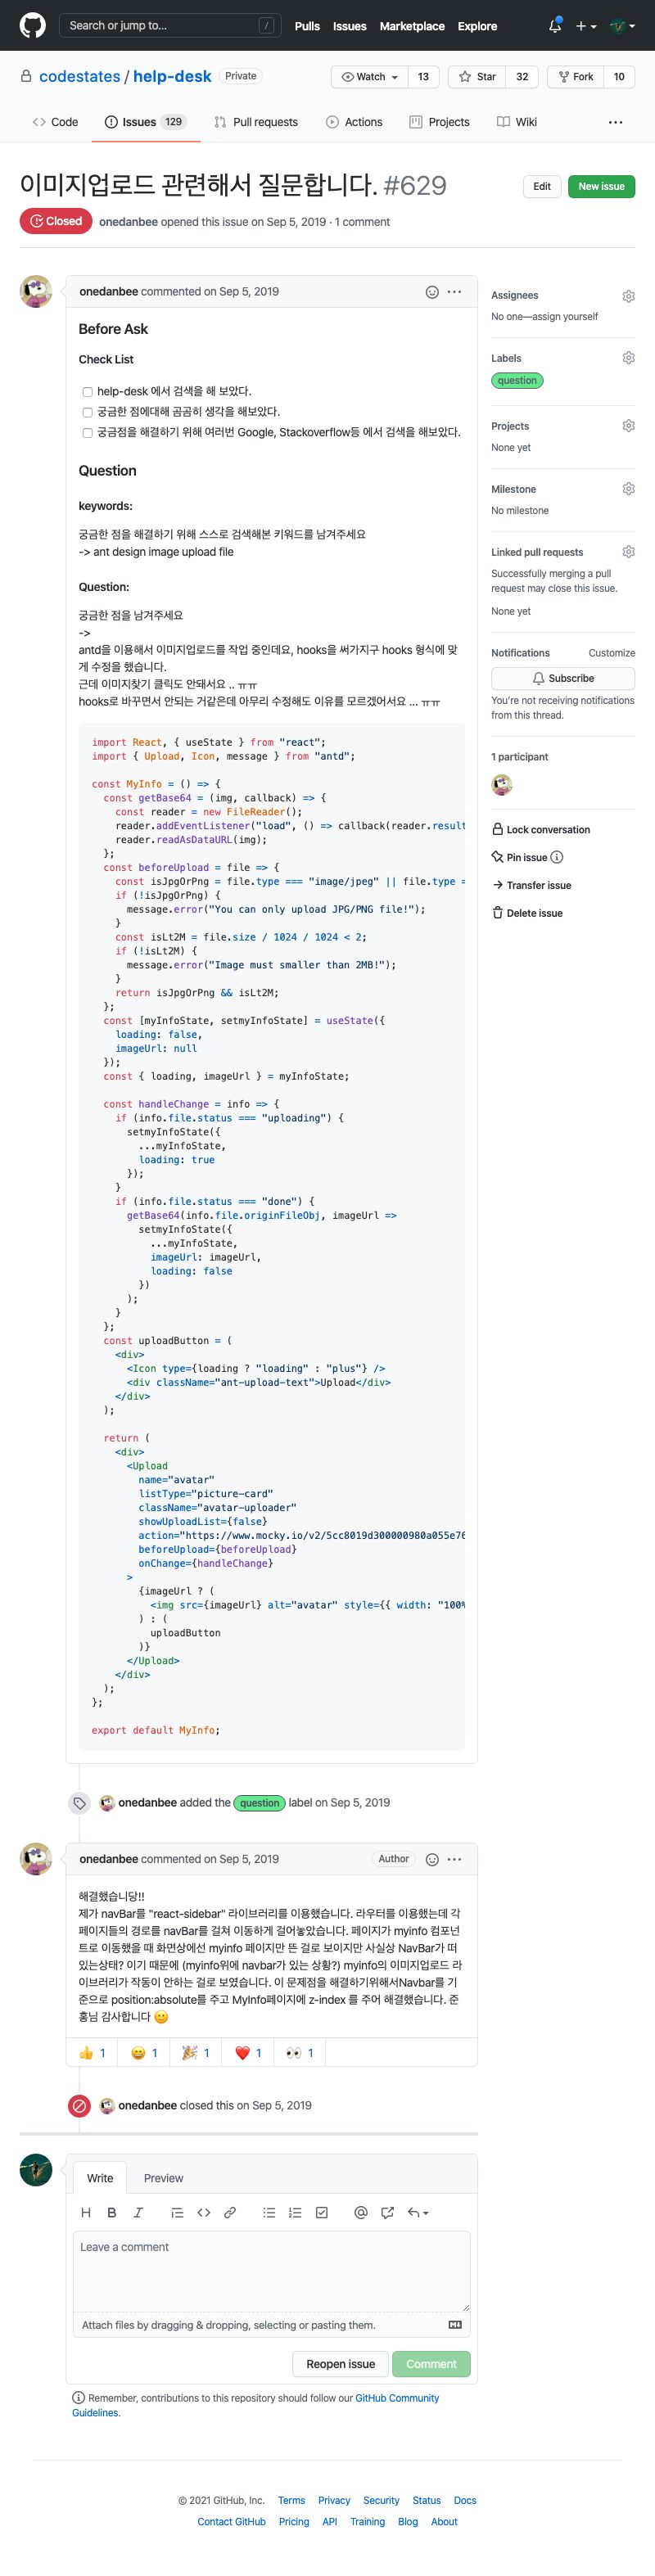 Search or jump to...
/
Pulls
Issues
Marketplace
Explore
codestates / help-desk
Private
Watch
13
Star
32
Fork
10
Code
Issues 129
Pull requests
Actions
Projects
Wiki
이미지업로드 관련해서 질문합니다. #629
Edit
New issue
Closed
onedanbee opened this issue on Sep 5, 2019 · 1 comment
onedanbee commented on Sep 5, 2019
Before Ask
Check List
help-desk 에서 검색을 해 보았다.
궁금한 점에대해 곰곰히 생각을 해보았다.
궁금점을 해결하기 위해 여러번 Google, Stackoverflow등 에서 검색을 해보았다.
Question
keywords:
궁금한 점을 해결하기 위해 스스로 검색해본 키워드를 남겨주세요
-> ant design image upload file
Question:
궁금한 점을 남겨주세요
->
antd을 이용해서 이미지업로드를 작업 중인데요, hooks을 써가지구 hooks 형식에 맞
게 수정을 했습니다.
근데 이미지찾기 클릭도 안돼서요 .. ㅠㅠ
hooks로 바꾸면서 안되는 거같은데 아무리 수정해도 이유를 모르겠어서요 ... ㅠㅠ
import React, { useState } from "react";
import { Upload, Icon, message } from "antd";
const MyInfo = () => {
const getBase64 = (img, callback) => {
const reader = new FileReader();
reader.addEventListener("load", () => callback(reader.result
reader.readAsDataURL(img);
};
const beforeUpload = file => {
const isJpgOrPng = file.type === "image/jpeg" || file.type =
if (!isJpgOrPng) {
message.error("You can only upload JPG/PNG file!");
}
const isLt2M = file.size / 1024 / 1024 < 2;
if (!isLt2M) {
message.error("Image must smaller than 2MB!");
}
return isJpgOrPng && isLt2M;
};
const [myInfoState, setmyInfoState] = useState({
loading: false,
imageUrl: null
});
const { loading, imageUrl } = myInfoState;
const handleChange = info => {
if (info.file.status === "uploading") {
setmyInfoState({
...myInfoState,
loading: true
});
}
if (info.file.status === "done") {
getBase64(info.file.originFileObj, imageUrl =>
setmyInfoState({
...myInfoState,
imageUrl: imageUrl,
loading: false
})
);
}
};
const uploadButton = (
<div>
<Icon type={loading ? "loading" : "plus"} />
<div className="ant-upload-text">Upload</div>
</div>
);
return (
<div>
<Upload
name="avatar"
listType="picture-card"
className="avatar-uploader"
showUploadList={false}
action="https://www.mocky.io/v2/5cc8019d300000980a055e76
beforeUpload={beforeUpload}
onChange={handleChange}
>
{imageUrl ? (
<img src={imageUrl} alt="avatar" style={{ width: "100%
) : (
uploadButton
)}
</Upload>
</div>
);
};
export default MyInfo;
onedanbee added the question label on Sep 5, 2019
onedanbee commented on Sep 5, 2019
Author
해결했습니당!!
제가 navBar를 "react-sidebar" 라이브러리를 이용했습니다. 라우터를 이용했는데 각
페이지들의 경로를 navBar를 걸쳐 이동하게 걸어놓았습니다. 페이지가 myinfo 컴포넌
트로 이동했을 때 화면상에선 myinfo 페이지만 뜬 걸로 보이지만 사실상 NavBar가 떠
있는상태? 이기 때문에 (myinfo위에 navbar가 있는 상황?) myinfo의 이미지업로드 라
이브러리가 작동이 안하는 걸로 보였습니다. 이 문제점을 해결하기위해서Navbar를 기
준으로 position:absolute를 주고 MyInfo페이지에 z-index 를 주어 해결했습니다. 준
홍님 감사합니다 🙂
👍 1
😄 1
🎉 1
❤️ 1
👀 1
onedanbee closed this on Sep 5, 2019
Write
Preview
Leave a comment
Attach files by dragging & dropping, selecting or pasting them.
Reopen issue
Comment
Remember, contributions to this repository should follow our GitHub Community
Guidelines.
Assignees
No one—assign yourself
Labels
question
Projects
None yet
Milestone
No milestone
Linked pull requests
Successfully merging a pull
request may close this issue.
None yet
Notifications
Customize
Subscribe
You're not receiving notifications
from this thread.
1 participant
Lock conversation
Pin issue
Transfer issue
Delete issue
© 2021 GitHub, Inc.
Terms
Privacy
Security
Status
Docs
Contact GitHub
Pricing
API
Training
Blog
About